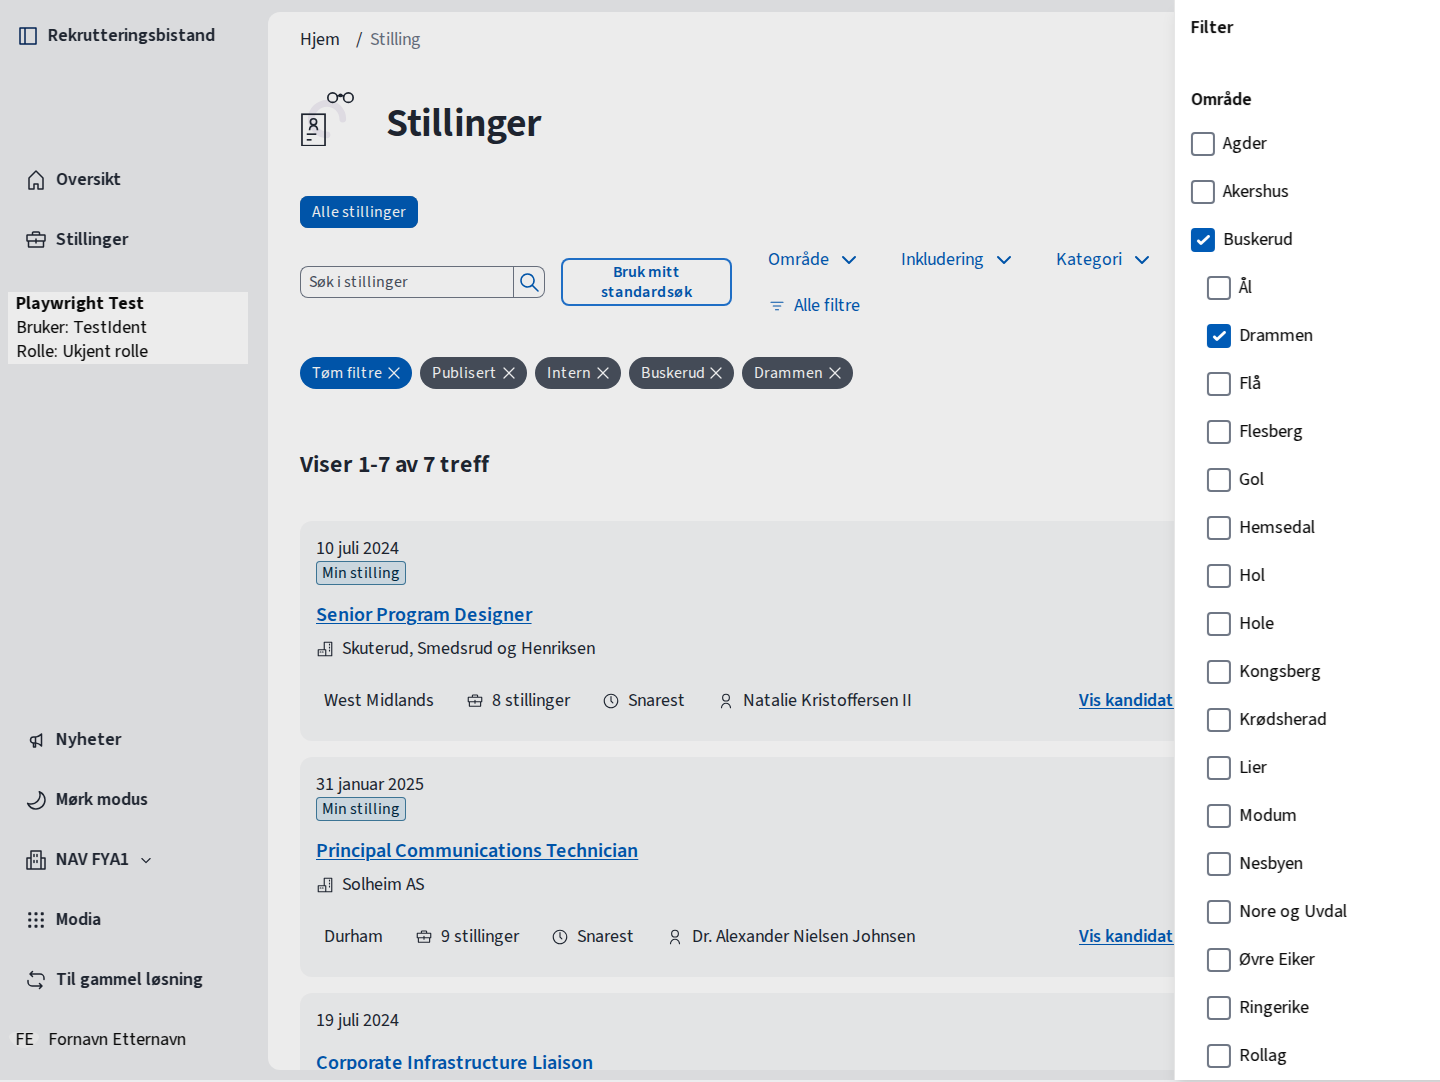 Rekrutteringsbistand
Oversikt
Stillinger
Playwright Test
Bruker: TestIdent
Rolle: Ukjent rolle
Nyheter
Mørk modus
NAV FYA1
Modia
Til gammel løsning
FE Fornavn Etternavn
Hjem / Stilling
Stillinger
Alle stillinger
Søk i stillinger
Bruk mitt
standardsøk
Område
Inkludering
Kategori
Alle filtre
Tøm filtre
Publisert
Intern
Buskerud
Drammen
Viser 1-7 av 7 treff
10 juli 2024
Min stilling
Senior Program Designer
Skuterud, Smedsrud og Henriksen
West Midlands 8 stillinger Snarest Natalie Kristoffersen II Vis kandidat
31 januar 2025
Min stilling
Principal Communications Technician
Solheim AS
Durham 9 stillinger Snarest Dr. Alexander Nielsen Johnsen Vis kandidat
19 juli 2024
Corporate Infrastructure Liaison
Filter
Område
Agder
Akershus
Buskerud
Ål
Drammen
Flå
Flesberg
Gol
Hemsedal
Hol
Hole
Kongsberg
Krødsherad
Lier
Modum
Nesbyen
Nore og Uvdal
Øvre Eiker
Ringerike
Rollag